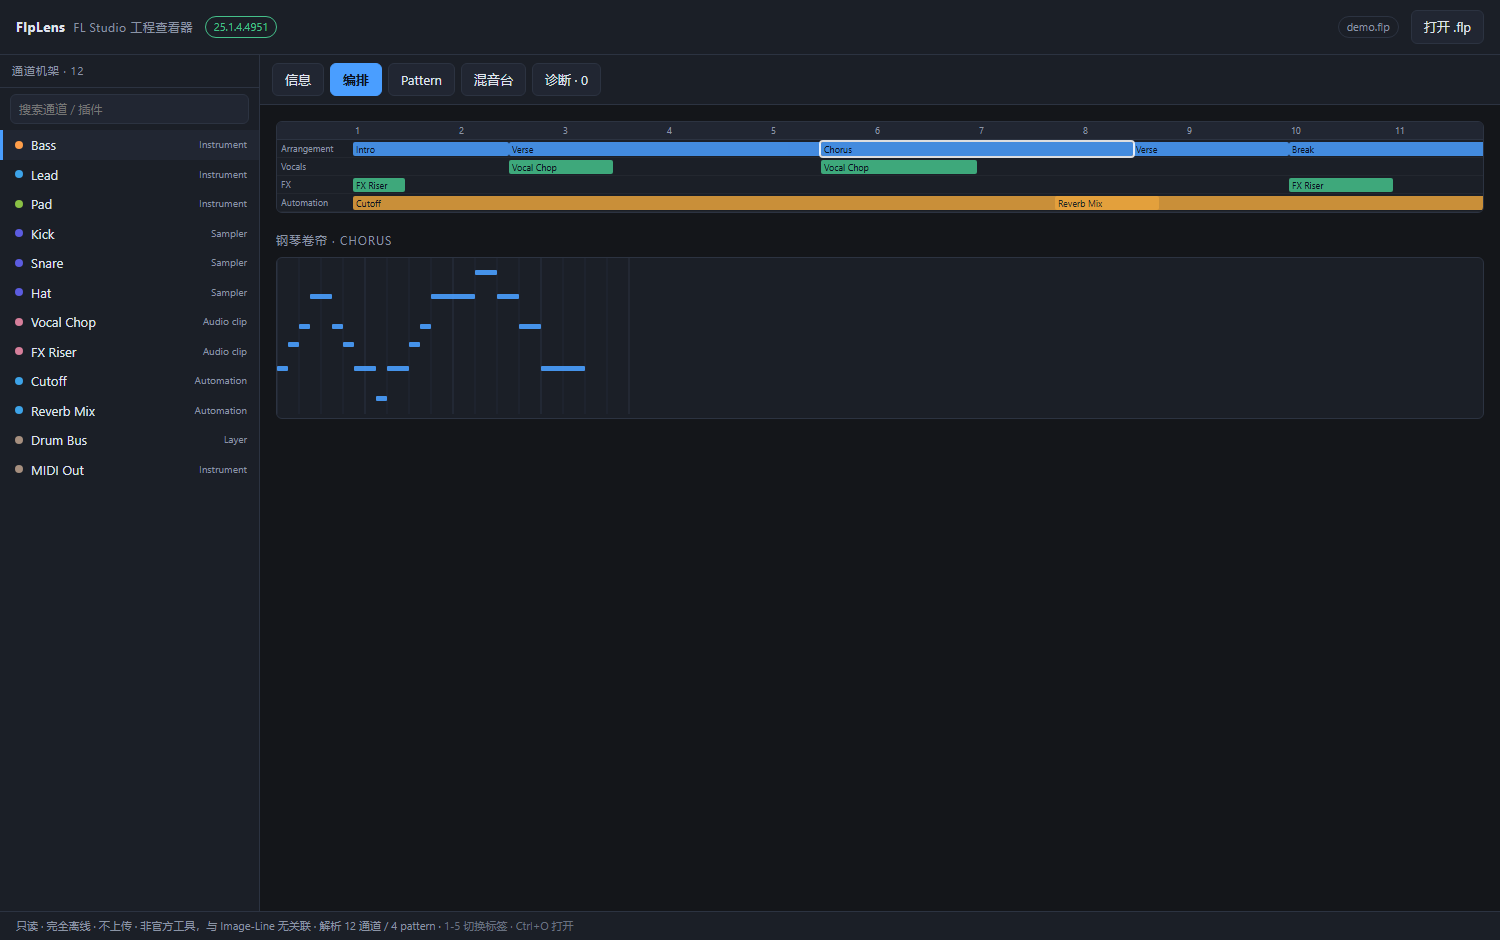 FlpLens FL Studio 工程查看器 25.1.4.4951 demo.flp 打开 .flp
通道机架 · 12
信息 编排 Pattern 混音台 诊断 · 0
搜索通道 / 插件
Bass Instrument
Lead Instrument
Pad Instrument
Kick Sampler
Snare Sampler
Hat Sampler
Vocal Chop Audio clip
FX Riser Audio clip
Cutoff Automation
Reverb Mix Automation
Drum Bus Layer
MIDI Out Instrument
1 2 3 4 5 6 7 8 9 10 11
Arrangement Intro Verse Chorus Verse Break
Vocals Vocal Chop Vocal Chop
FX FX Riser FX Riser
Automation Cutoff Reverb Mix
钢琴卷帘 · CHORUS
只读 · 完全离线 · 不上传 · 非官方工具，与 Image-Line 无关联 · 解析 12 通道 / 4 pattern · 1-5 切换标签 · Ctrl+O 打开